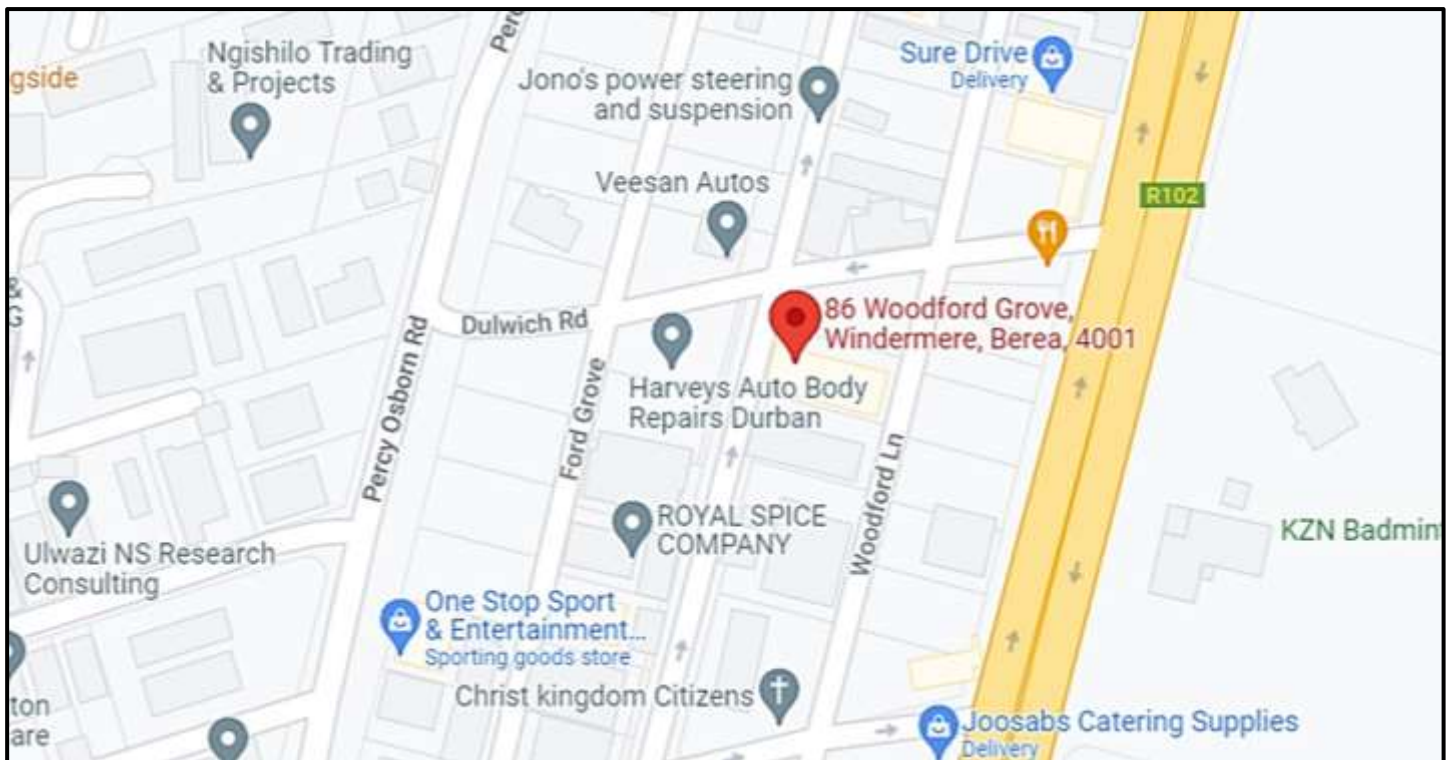 gside
Ngishilo Trading
& Projects
Perc
Jono's power steering
and suspension
Sure Drive
Delivery
Veesan Autos
R102
&
G
Dulwich Rd
86 Woodford Grove,
Windermere, Berea, 4001
Percy Osborn Rd
Ford Grove
Harveys Auto Body
Repairs Durban
Woodford Ln
ROYAL SPICE
COMPANY
KZN Badmin
Ulwazi NS Research
Consulting
One Stop Sport
& Entertainment...
Sporting goods store
Christ kingdom Citizens
ton
are
Joosabs Catering Supplies
Delivery